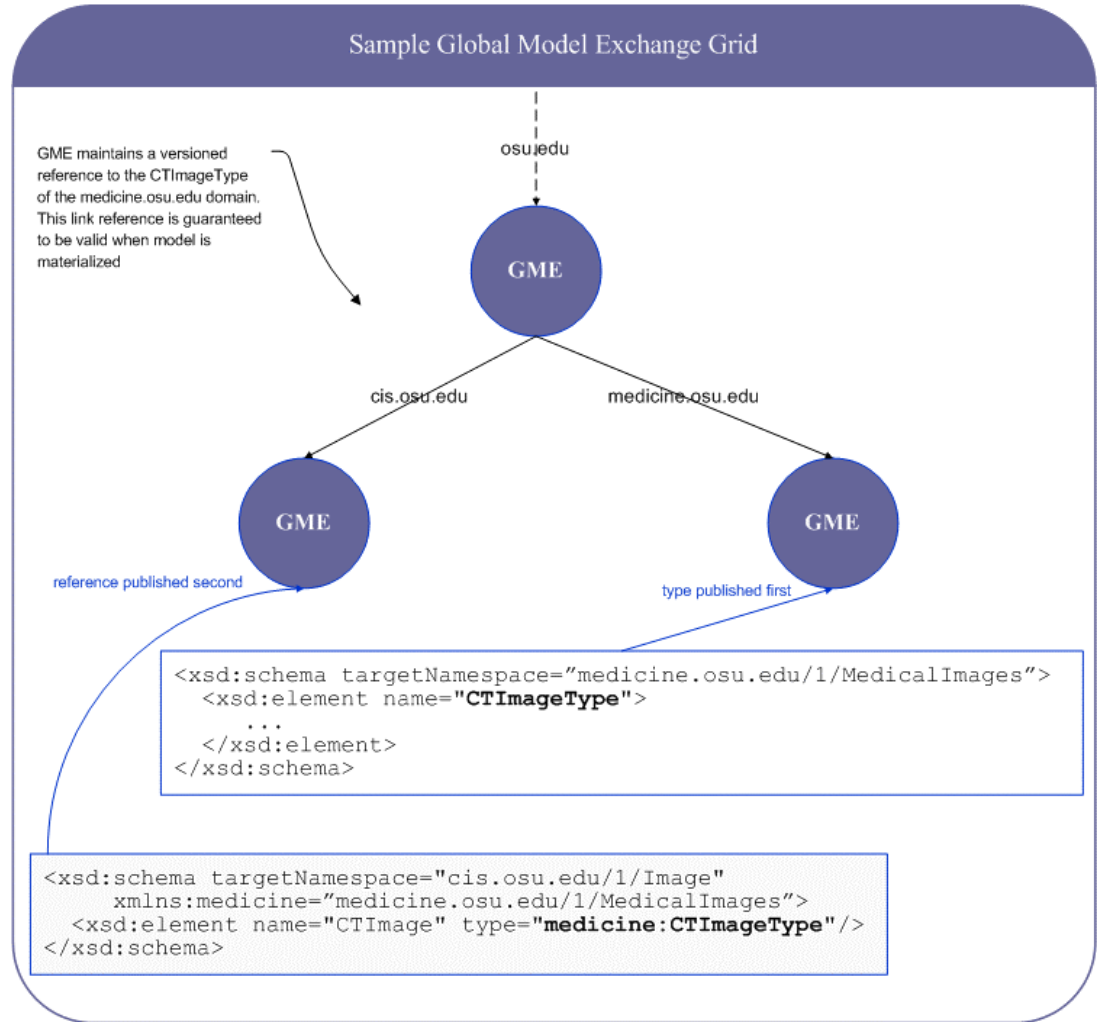 Sample Global Model Exchange Grid
osu.edu
GME maintains a versioned
reference to the CTImageType
of the medicine.osu.edu domain.
This link reference is guaranteed
to be valid when model is
materialized
GME
cis.osu.edu
medicine.osu.edu
GME
GME
reference published second
type published first
<xsd:schema targetNamespace=”medicine.osu.edu/1/MedicalImages”>
<xsd:element name="CTImageType">
...
</xsd:element>
</xsd:schema>
<xsd:schema targetNamespace="cis.osu.edu/1/Image"
xmlns:medicine=”medicine.osu.edu/1/MedicalImages”>
<xsd:element name="CTImage" type="medicine:CTImageType"/>
</xsd:schema>